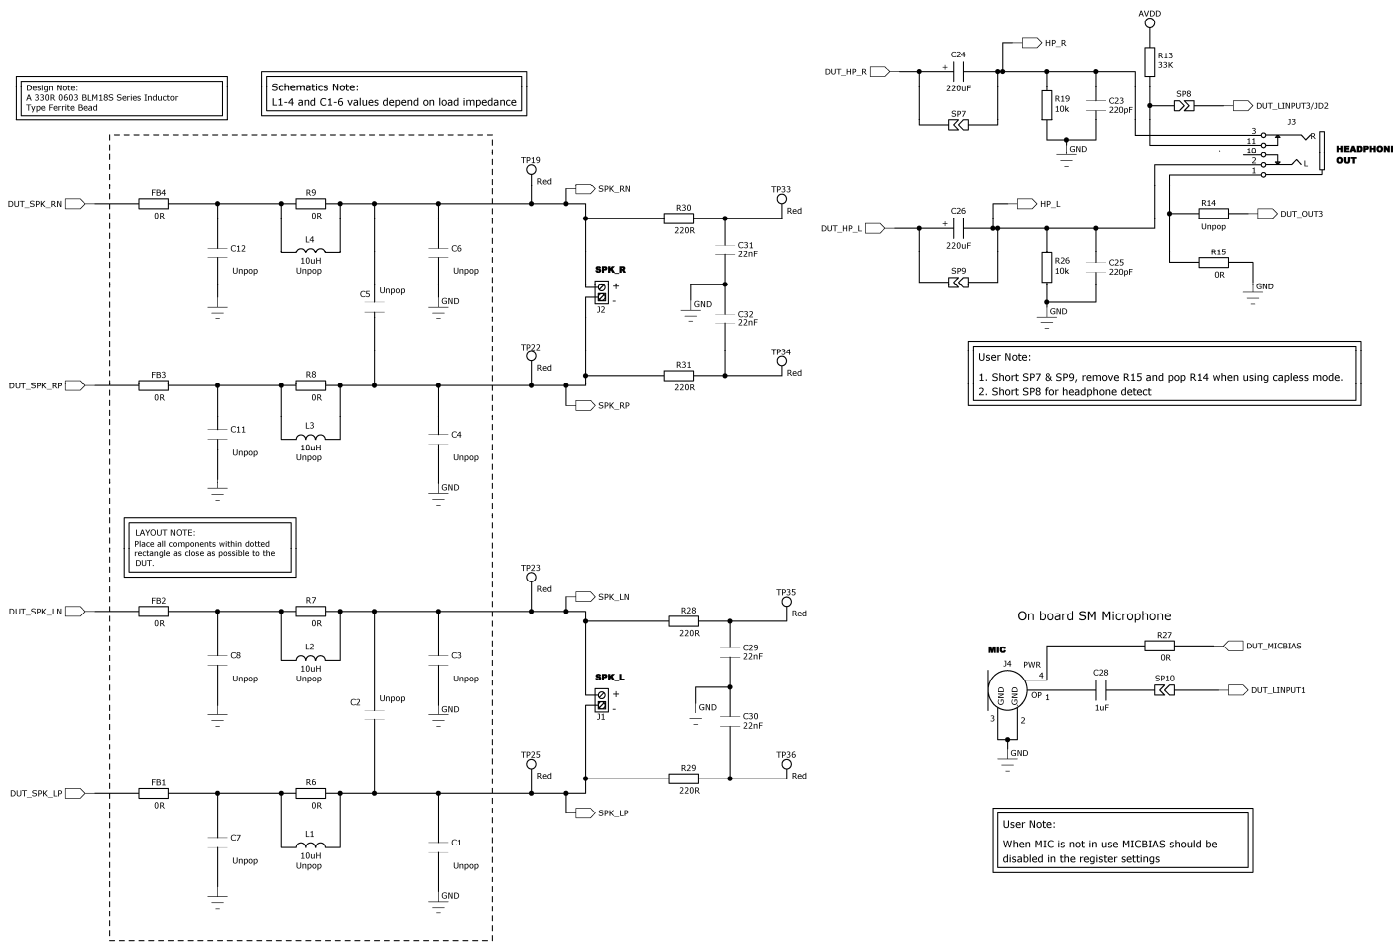 Design Note:
A 330R 0603 BLM18S Series Inductor
Type Ferrite Bead
Schematics Note:
L1-4 and C1-6 values depend on load impedance
DUT_SPK_RN
FB4
0R
C12
Unpop
R9
0R
L4
10uH
Unpop
C5
Unpop
C6
Unpop
GND
TP19
Red
SPK_RN
R30
220R
TP33
Red
C31
22nF
SPK_R
+
-
J2
GND
C32
22nF
DUT_SPK_RP
FB3
0R
C11
Unpop
R8
0R
L3
10uH
Unpop
C4
Unpop
GND
TP22
Red
SPK_RP
R31
220R
TP34
Red
LAYOUT NOTE:
Place all components within dotted
rectangle as close as possible to the
DUT.
DUT_SPK_LN
FB2
0R
C8
Unpop
R7
0R
L2
10uH
Unpop
C2
Unpop
C3
Unpop
GND
TP23
Red
SPK_LN
R28
220R
TP35
Red
C29
22nF
SPK_L
+
-
J1
GND
C30
22nF
DUT_SPK_LP
FB1
0R
C7
Unpop
R6
0R
L1
10uH
Unpop
C1
Unpop
GND
TP25
Red
SPK_LP
R29
220R
TP36
Red
AVDD
R13
33K
DUT_HP_R
C24
+
220uF
SP7
HP_R
R19
10k
C23
220pF
GND
SP8
DUT_LINPUT3/JD2
J3
3
11
10
2
1
R
L
HEADPHONE
OUT
DUT_HP_L
C26
+
220uF
SP9
HP_L
R26
10k
C25
220pF
GND
R14
Unpop
DUT_OUT3
R15
0R
GND
User Note:
1. Short SP7 & SP9, remove R15 and pop R14 when using capless mode.
2. Short SP8 for headphone detect
On board SM Microphone
MIC
J4
PWR
4
OP 1
GND
GND
3
2
GND
R27
0R
DUT_MICBIAS
C28
1uF
SP10
DUT_LINPUT1
User Note:
When MIC is not in use MICBIAS should be
disabled in the register settings